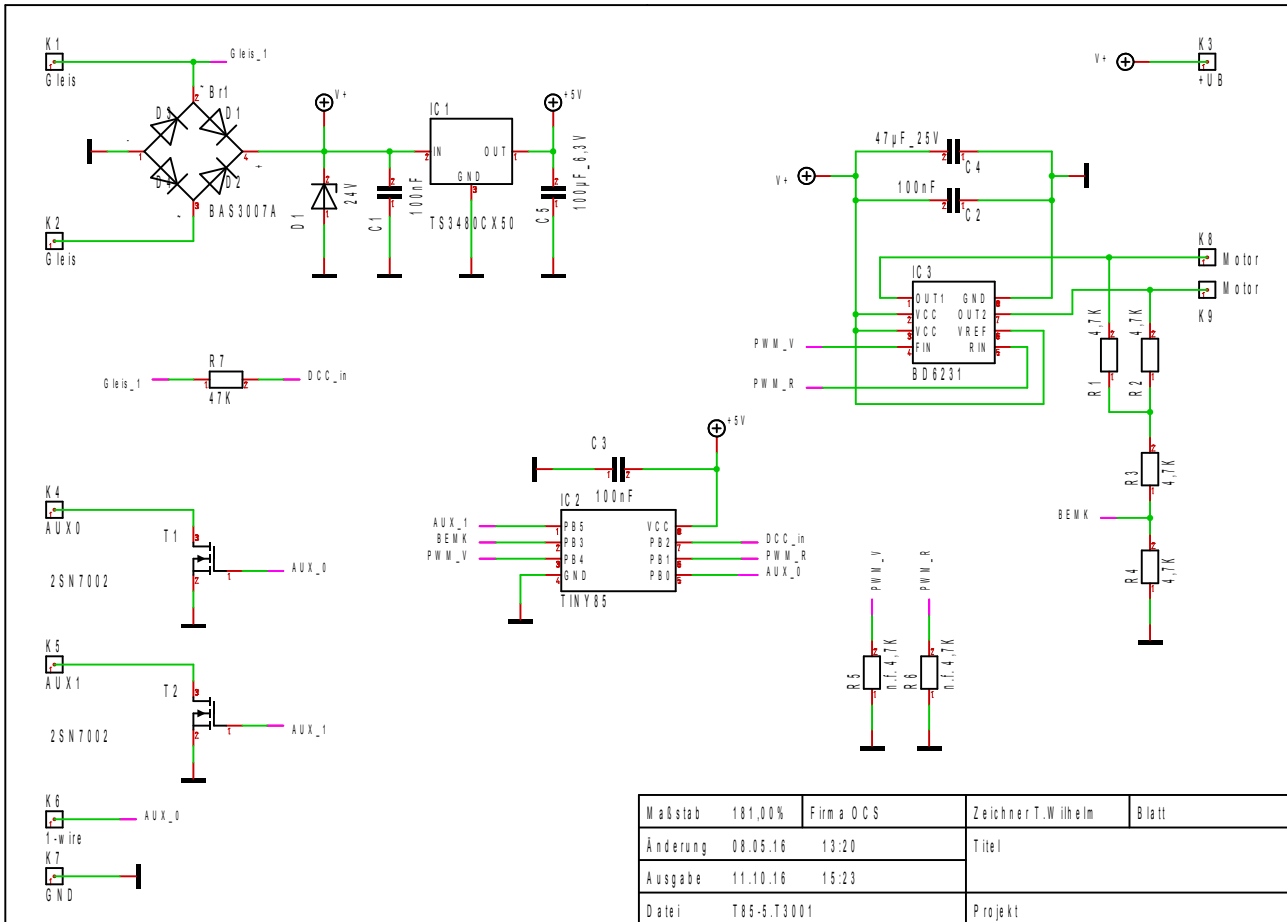 K1
Gleis
Gleis_1
Br1
D3
D1
D4
D2
BAS3007A
K2
Gleis
V+
24V
D1
100nF
C1
IC1
IN
OUT
GND
TS3480CX50
+5V
100µF_6,3V
C5
V+
K3
+UB
47µF_25V
C4
V+
100nF
C2
K8
Motor
Motor
K9
IC3
OUT1
GND
VCC
OUT2
VCC
VREF
FIN
RIN
BD6231
PWM_V
PWM_R
4,7K
4,7K
R1
R2
R3
4,7K
BEMK
R4
4,7K
R7
Gleis_1
DCC_in
47K
+5V
C3
100nF
IC2
AUX_1
BEMK
PWM_V
PB5
PB3
PB4
GND
VCC
PB2
PB1
PB0
DCC_in
PWM_R
AUX_0
TINY85
K4
AUX0
T1
AUX_0
2SN7002
K5
AUX1
T2
AUX_1
2SN7002
PWM_V
PWM_R
R5
n.f.4,7K
R6
n.f.4,7K
K6
AUX_0
1-wire
K7
GND
Maßstab 181,00% Firma OCS Zeichner T.Wilhelm Blatt
Änderung 08.05.16 13:20 Titel
Ausgabe 11.10.16 15:23
Datei T85-5.T3001 Projekt